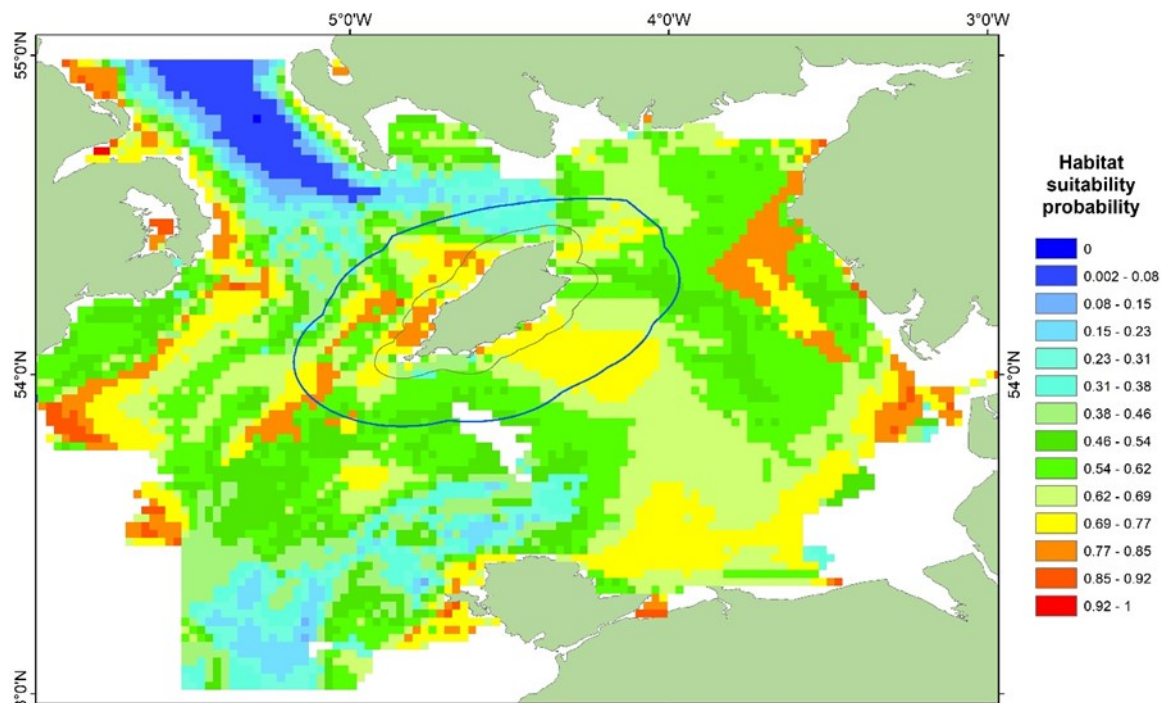 5°0'W
4°0'W
3°0'W
55°0'N
54°0'N
54°0'N
3°0'N
Habitat
suitability
probability
0
0.002 - 0.08
0.08 - 0.15
0.15 - 0.23
0.23 - 0.31
0.31 - 0.38
0.38 - 0.46
0.46 - 0.54
0.54 - 0.62
0.62 - 0.69
0.69 - 0.77
0.77 - 0.85
0.85 - 0.92
0.92 - 1